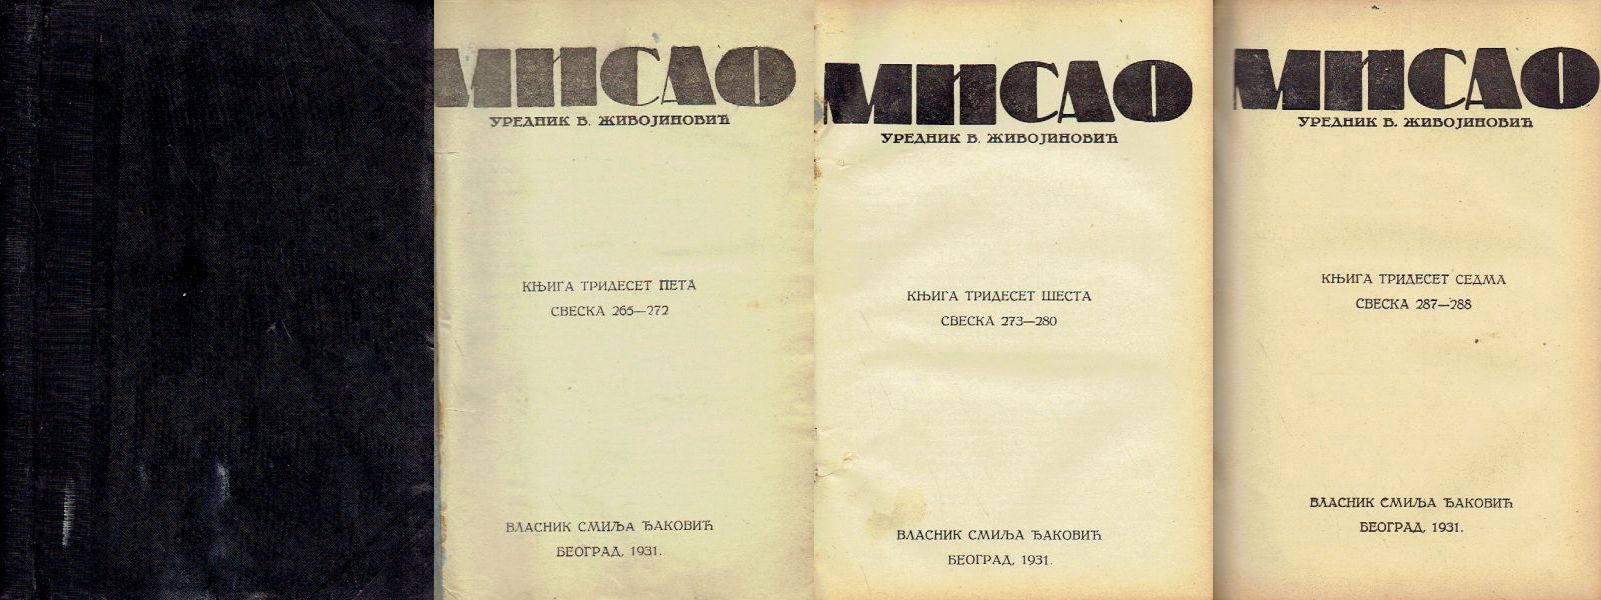 МИСАО
УРЕДНИК В. ЖИВОЈИНОВИЋ
КЊИГА ТРИДЕСЕТ ПЕТА
СВЕСКА 265—272
ВЛАСНИК СМИЉА ЂАКОВИЋ
БЕОГРАД, 1931.
МИСАО
УРЕДНИК В. ЖИВОЈИНОВИЋ
КЊИГА ТРИДЕСЕТ ШЕСТА
СВЕСКА 273—280
ВЛАСНИК СМИЉА ЂАКОВИЋ
БЕОГРАД, 1931.
МИСАО
УРЕДНИК В. ЖИВОЈИНОВИЋ
КЊИГА ТРИДЕСЕТ СЕДМА
СВЕСКА 287—288
ВЛАСНИК СМИЉА ЂАКОВИЋ
БЕОГРАД, 1931.